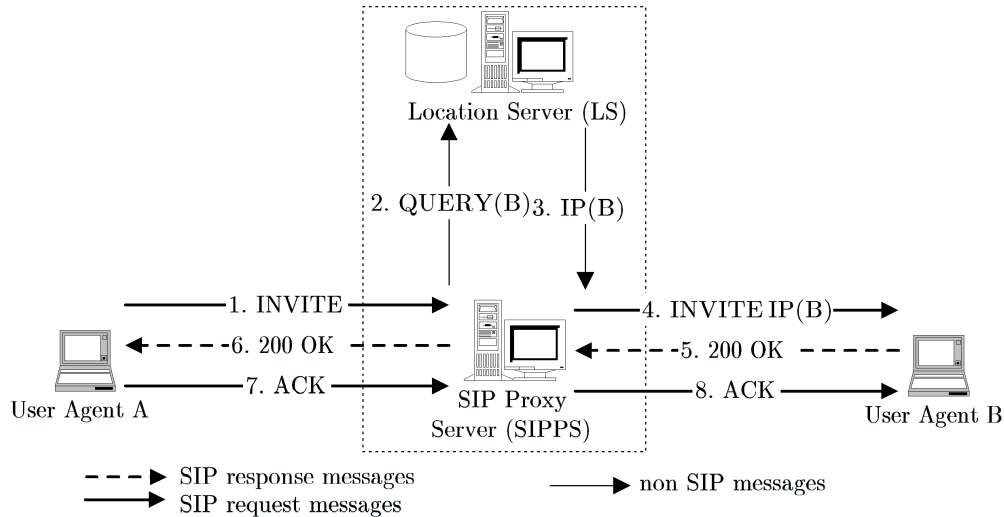 Location Server (LS)
2. QUERY(B) 3. IP(B)
1. INVITE
4. INVITE IP(B)
6. 200 OK
5. 200 OK
7. ACK
8. ACK
User Agent A
SIP Proxy
Server (SIPPS)
User Agent B
SIP response messages
SIP request messages
non SIP messages